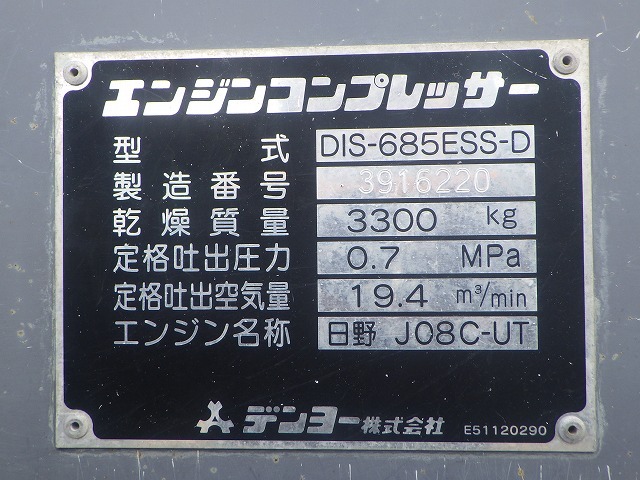 エンジンコンプレッサー
型式 DIS-685ESS-D
製造番号 3916220
乾燥質量 3300 kg
定格吐出圧力 0.7 MPa
定格吐出空気量 19.4 m³/min
エンジン名称 日野 J08C-UT
デンヨー株式会社 E51120290